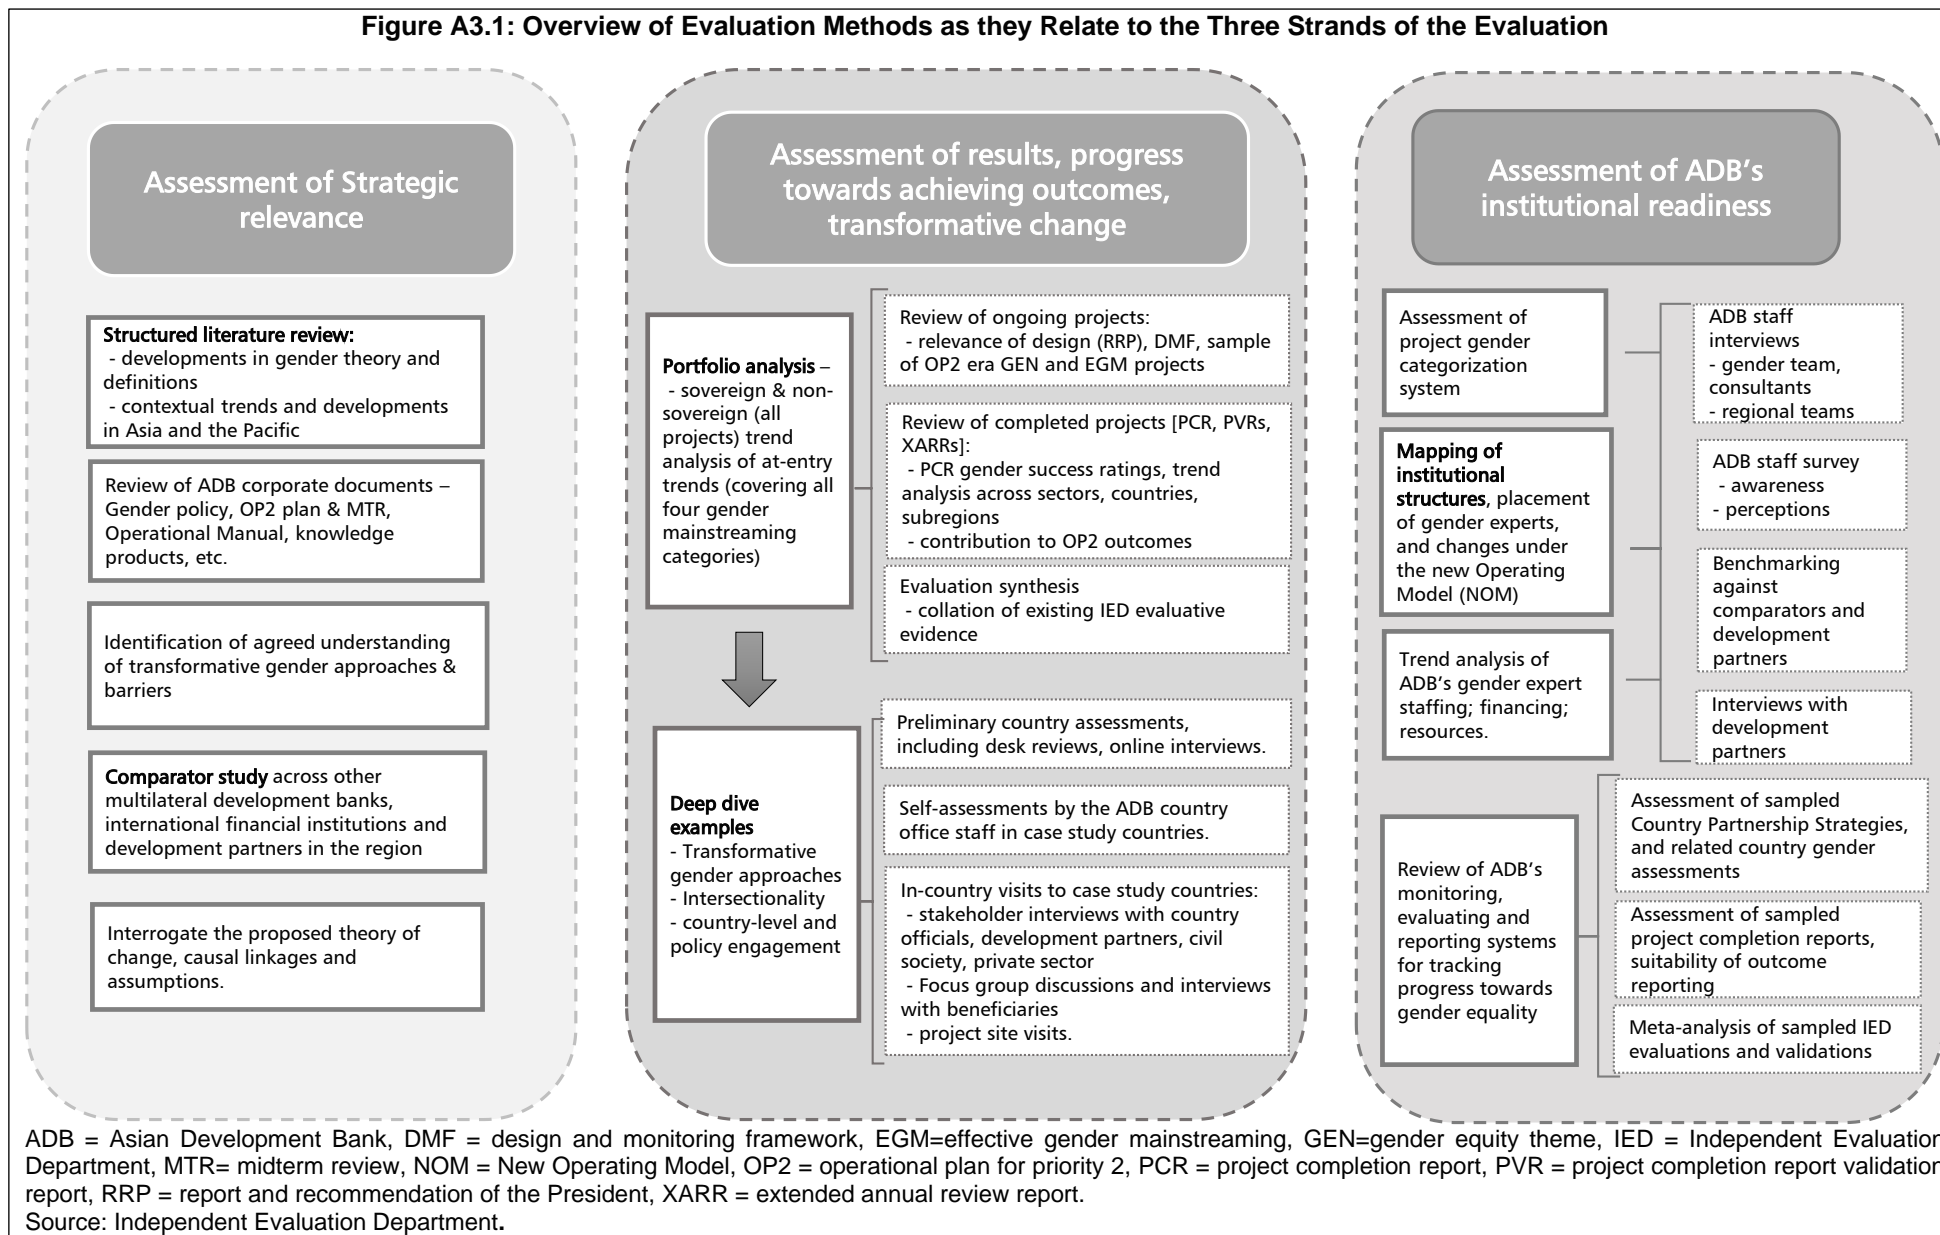 Figure A3.1: Overview of Evaluation Methods as they Relate to the Three Strands of the Evaluation
Assessment of Strategic
relevance
Structured literature review:
- developments in gender theory and
definitions
- contextual trends and developments
in Asia and the Pacific
Review of ADB corporate documents –
Gender policy, OP2 plan & MTR,
Operational Manual, knowledge
products, etc.
Identification of agreed understanding
of transformative gender approaches &
barriers
Comparator study across other
multilateral development banks,
international financial institutions and
development partners in the region
Interrogate the proposed theory of
change, causal linkages and
assumptions.
Assessment of results, progress
towards achieving outcomes,
transformative change
Portfolio analysis –
- sovereign & non-
sovereign (all
projects) trend
analysis of at-entry
trends (covering all
four gender
mainstreaming
categories)
Review of ongoing projects:
- relevance of design (RRP), DMF, sample
of OP2 era GEN and EGM projects
Review of completed projects [PCR, PVRs,
XARRs]:
- PCR gender success ratings, trend
analysis across sectors, countries,
subregions
- contribution to OP2 outcomes
Evaluation synthesis
- collation of existing IED evaluative
evidence
Deep dive
examples
- Transformative
gender approaches
- Intersectionality
- country-level and
policy engagement
Preliminary country assessments,
including desk reviews, online interviews.
Self-assessments by the ADB country
office staff in case study countries.
In-country visits to case study countries:
- stakeholder interviews with country
officials, development partners, civil
society, private sector
- Focus group discussions and interviews
with beneficiaries
- project site visits.
Assessment of ADB's
institutional readiness
Assessment of
project gender
categorization
system
Mapping of
institutional
structures, placement
of gender experts,
and changes under
the new Operating
Model (NOM)
Trend analysis of
ADB's gender expert
staffing; financing;
resources.
ADB staff
interviews
- gender team,
consultants
- regional teams
ADB staff survey
- awareness
- perceptions
Benchmarking
against
comparators and
development
partners
Interviews with
development
partners
Review of ADB's
monitoring,
evaluating and
reporting systems
for tracking
progress towards
gender equality
Assessment of sampled
Country Partnership Strategies,
and related country gender
assessments
Assessment of sampled
project completion reports,
suitability of outcome
reporting
Meta-analysis of sampled IED
evaluations and validations
ADB = Asian Development Bank, DMF = design and monitoring framework, EGM=effective gender mainstreaming, GEN=gender equity theme, IED = Independent Evaluation
Department, MTR= midterm review, NOM = New Operating Model, OP2 = operational plan for priority 2, PCR = project completion report, PVR = project completion report validation
report, RRP = report and recommendation of the President, XARR = extended annual review report.
Source: Independent Evaluation Department.